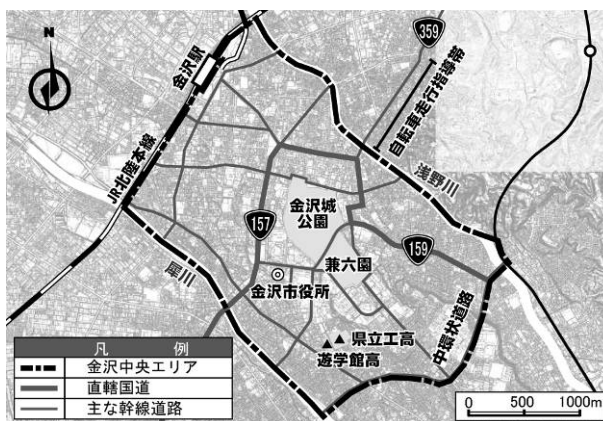 N
359
金沢駅
自転車走行指導帯
JR北陸本線
浅野川
金沢城
公園
157
159
兼六園
犀川
金沢市役所
中環状道路
県立工高
遊学館高
凡 例
金沢中央エリア
直轄国道
主な幹線道路
0 500 1000m